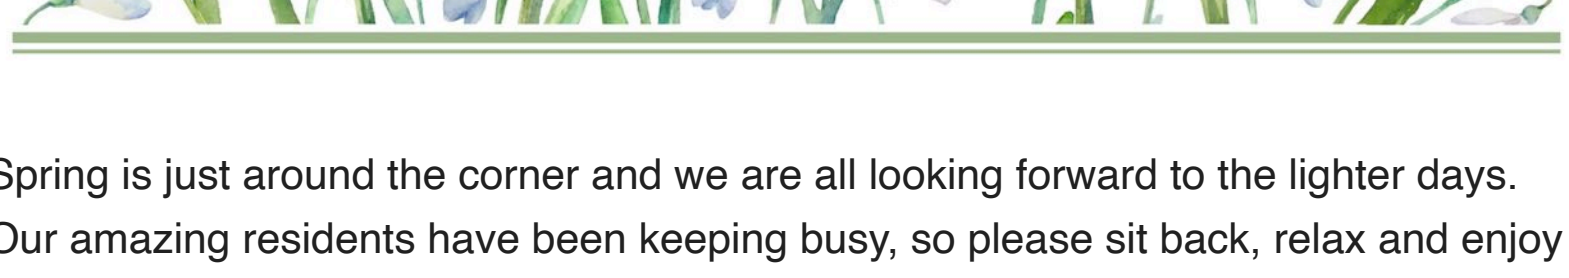 Spring is just around the corner and we are all looking forward to the lighter days.
Our amazing residents have been keeping busy, so please sit back, relax and enjoy